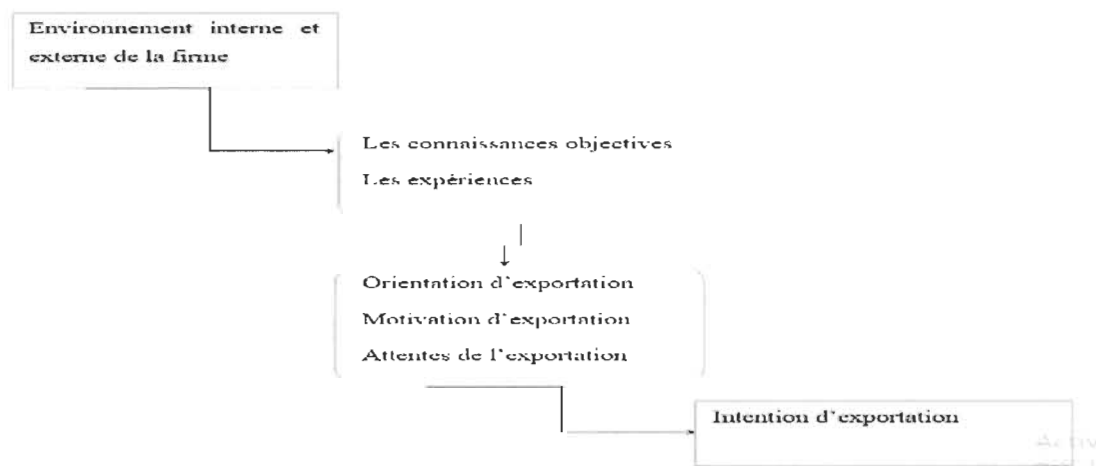 Environnement interne et
externe de la firme
Les connaissances objectives
Les expériences
Orientation d'exportation
Motivation d'exportation
Attentes de l'exportation
Intention d'exportation